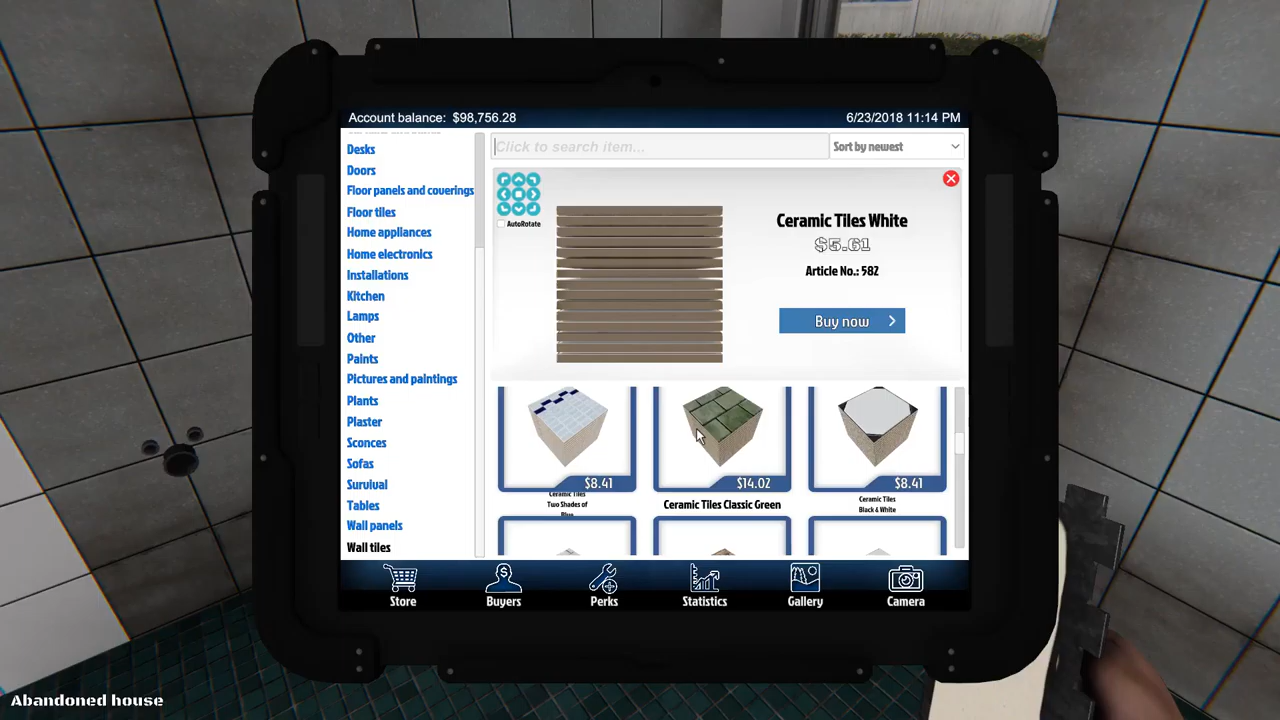 Account balance: $98,756.28
6/23/2018 11:14 PM
Desks
Doors
Floor panels and coverings
Floor tiles
Home appliances
Home electronics
Installations
Kitchen
Lamps
Other
Paints
Pictures and paintings
Plants
Plaster
Sconces
Sofas
Survival
Tables
Wall panels
Wall tiles
Click to search item...
Sort by newest
AutoRotate
Ceramic Tiles White
$5.61
Article No.: 582
Buy now
$8.41
$14.02
$8.41
Ceramic Tiles
Two Shades of
Blue
Ceramic Tiles Classic Green
Ceramic Tiles
Black & White
Store
Buyers
Perks
Statistics
Gallery
Camera
Abandoned house